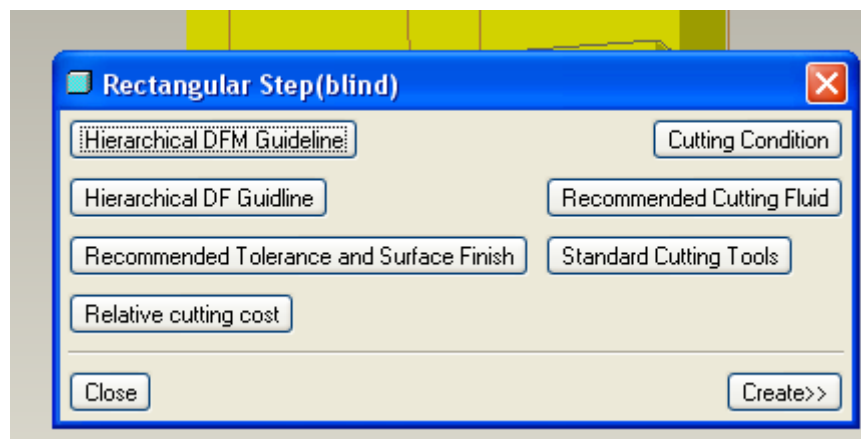 Rectangular Step(blind)
Hierarchical DFM Guideline
Cutting Condition
Hierarchical DF Guidline
Recommended Cutting Fluid
Recommended Tolerance and Surface Finish
Standard Cutting Tools
Relative cutting cost
Close
Create>>